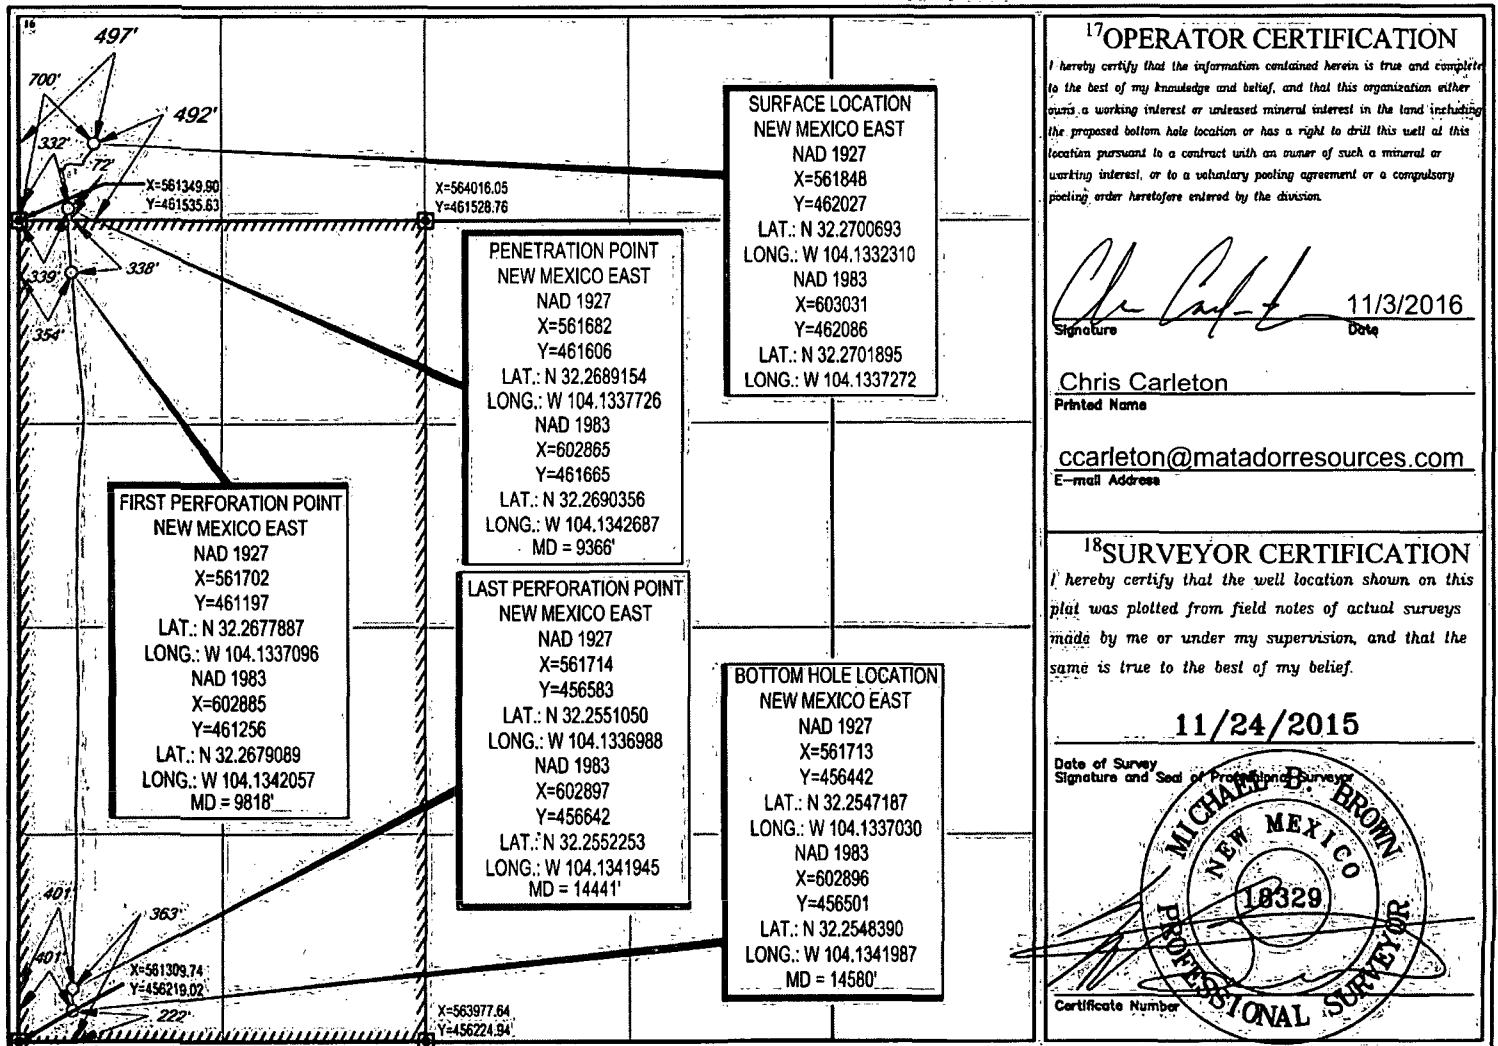 16
497'
700'
492'
332'
72'
X=561349.90
Y=461535.63
X=564016.05
Y=461528.76
339'
338'
354'
SURFACE LOCATION
NEW MEXICO EAST
NAD 1927
X=561848
Y=462027
LAT.: N 32.2700693
LONG.: W 104.1332310
NAD 1983
X=603031
Y=462086
LAT.: N 32.2701895
LONG.: W 104.1337272
PENETRATION POINT
NEW MEXICO EAST
NAD 1927
X=561682
Y=461606
LAT.: N 32.2689154
LONG.: W 104.1337726
NAD 1983
X=602865
Y=461665
LAT.: N 32.2690356
LONG.: W 104.1342687
MD = 9366'
FIRST PERFORATION POINT
NEW MEXICO EAST
NAD 1927
X=561702
Y=461197
LAT.: N 32.2677887
LONG.: W 104.1337096
NAD 1983
X=602885
Y=461256
LAT.: N 32.2679089
LONG.: W 104.1342057
MD = 9818'
LAST PERFORATION POINT
NEW MEXICO EAST
NAD 1927
X=561714
Y=456583
LAT.: N 32.2551050
LONG.: W 104.1336988
NAD 1983
X=602897
Y=456642
LAT.: N 32.2552253
LONG.: W 104.1341945
MD = 14441'
BOTTOM HOLE LOCATION
NEW MEXICO EAST
NAD 1927
X=561713
Y=456442
LAT.: N 32.2547187
LONG.: W 104.1337030
NAD 1983
X=602896
Y=456501
LAT.: N 32.2548390
LONG.: W 104.1341987
MD = 14580'
401'
363'
401'
X=561309.74
Y=456219.02
222'
X=563977.64
Y=456224.94
17 OPERATOR CERTIFICATION
I hereby certify that the information contained herein is true and complete
to the best of my knowledge and belief, and that this organization either
owns a working interest or unleased mineral interest in the land including
the proposed bottom hole location or has a right to drill this well at this
location pursuant to a contract with an owner of such a mineral or
working interest, or to a voluntary pooling agreement or a compulsory
pooling order heretofore entered by the division.
11/3/2016
Signature Date
Chris Carleton
Printed Name
ccarleton@matadorresources.com
E-mail Address
18 SURVEYOR CERTIFICATION
I hereby certify that the well location shown on this
plat was plotted from field notes of actual surveys
made by me or under my supervision, and that the
same is true to the best of my belief.
11/24/2015
Date of Survey
Signature and Seal of Professional Surveyor
MICHAEL B. BROWN
NEW MEXICO
18329
PROFESSIONAL SURVEYOR
Certificate Number